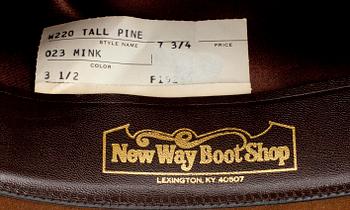 W220 TALL PINE 7 3/4
STYLE NAME PRICE
023 MINK
COLOR
3 1/2
New Way Boot Shop
LEXINGTON, KY 40507